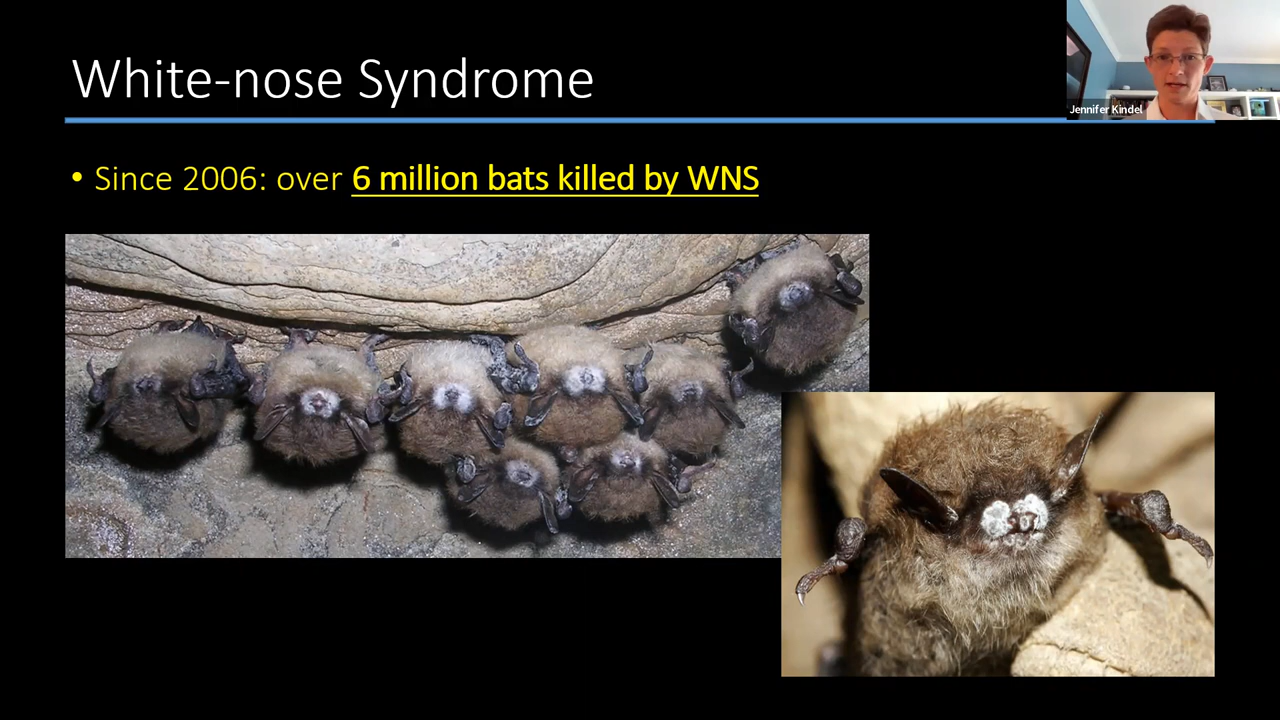 White-nose Syndrome
Jennifer Kindel
• Since 2006: over 6 million bats killed by WNS